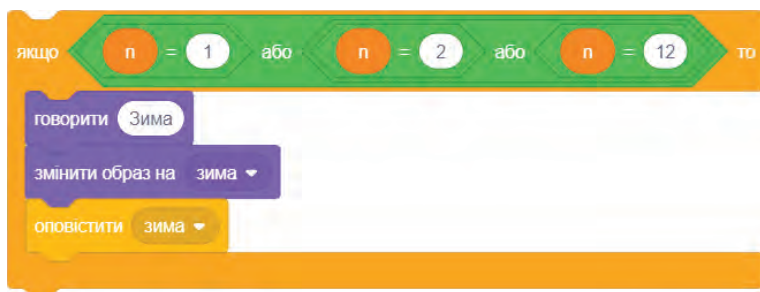 якщо n = 1 або n = 2 або n = 12 то
говорити Зима
змінити образ на зима
оповістити зима